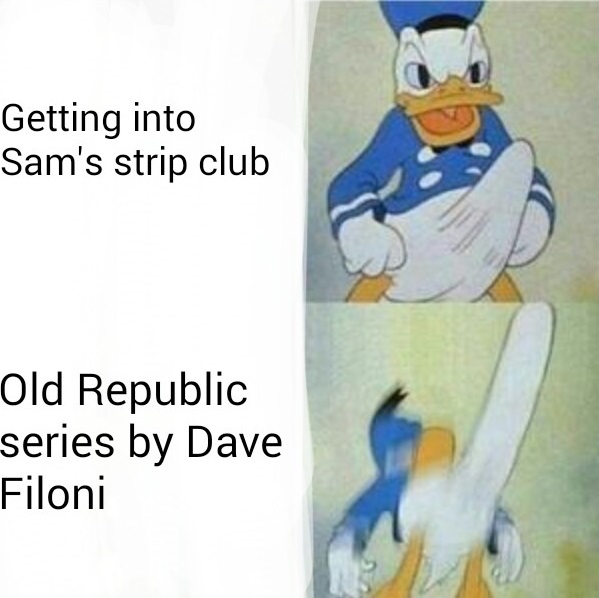 Getting into
Sam's strip club
Old Republic
series by Dave
Filoni